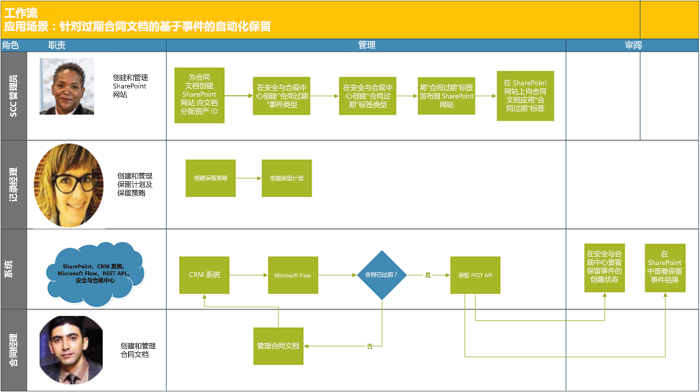 工作流
应用场景：针对过期合同文档的基于事件的自动化保留
角色
职责
管理
审阅
SCC 管理员
创建和管理
SharePoint
网站
为合同
文档创建
SharePoint
网站 向文档
分配资产 ID
在安全与合规中
心创建“合同过期
”事件类型
在安全与合规中
心创建“合同过
期”标签类型
将“合同过期”标签
发布到 SharePoint
网站
在 SharePoint
网站上向合同
文档应用“合
同过期”标签
记录经理
创建和管理
保留计划及
保留策略
创建保留策略
创建保留计划
系统
SharePoint、CRM 系统、
Microsoft Flow、REST API、
安全与合规中心
CRM 系统
Microsoft Flow
合同已过期？
是
保留 REST API
在安全与合
规中心查看
保留事件的
创建状态
在
SharePoint
中查看保留
事件结果
合同经理
创建和管理
合同文档
管理合同文档
否